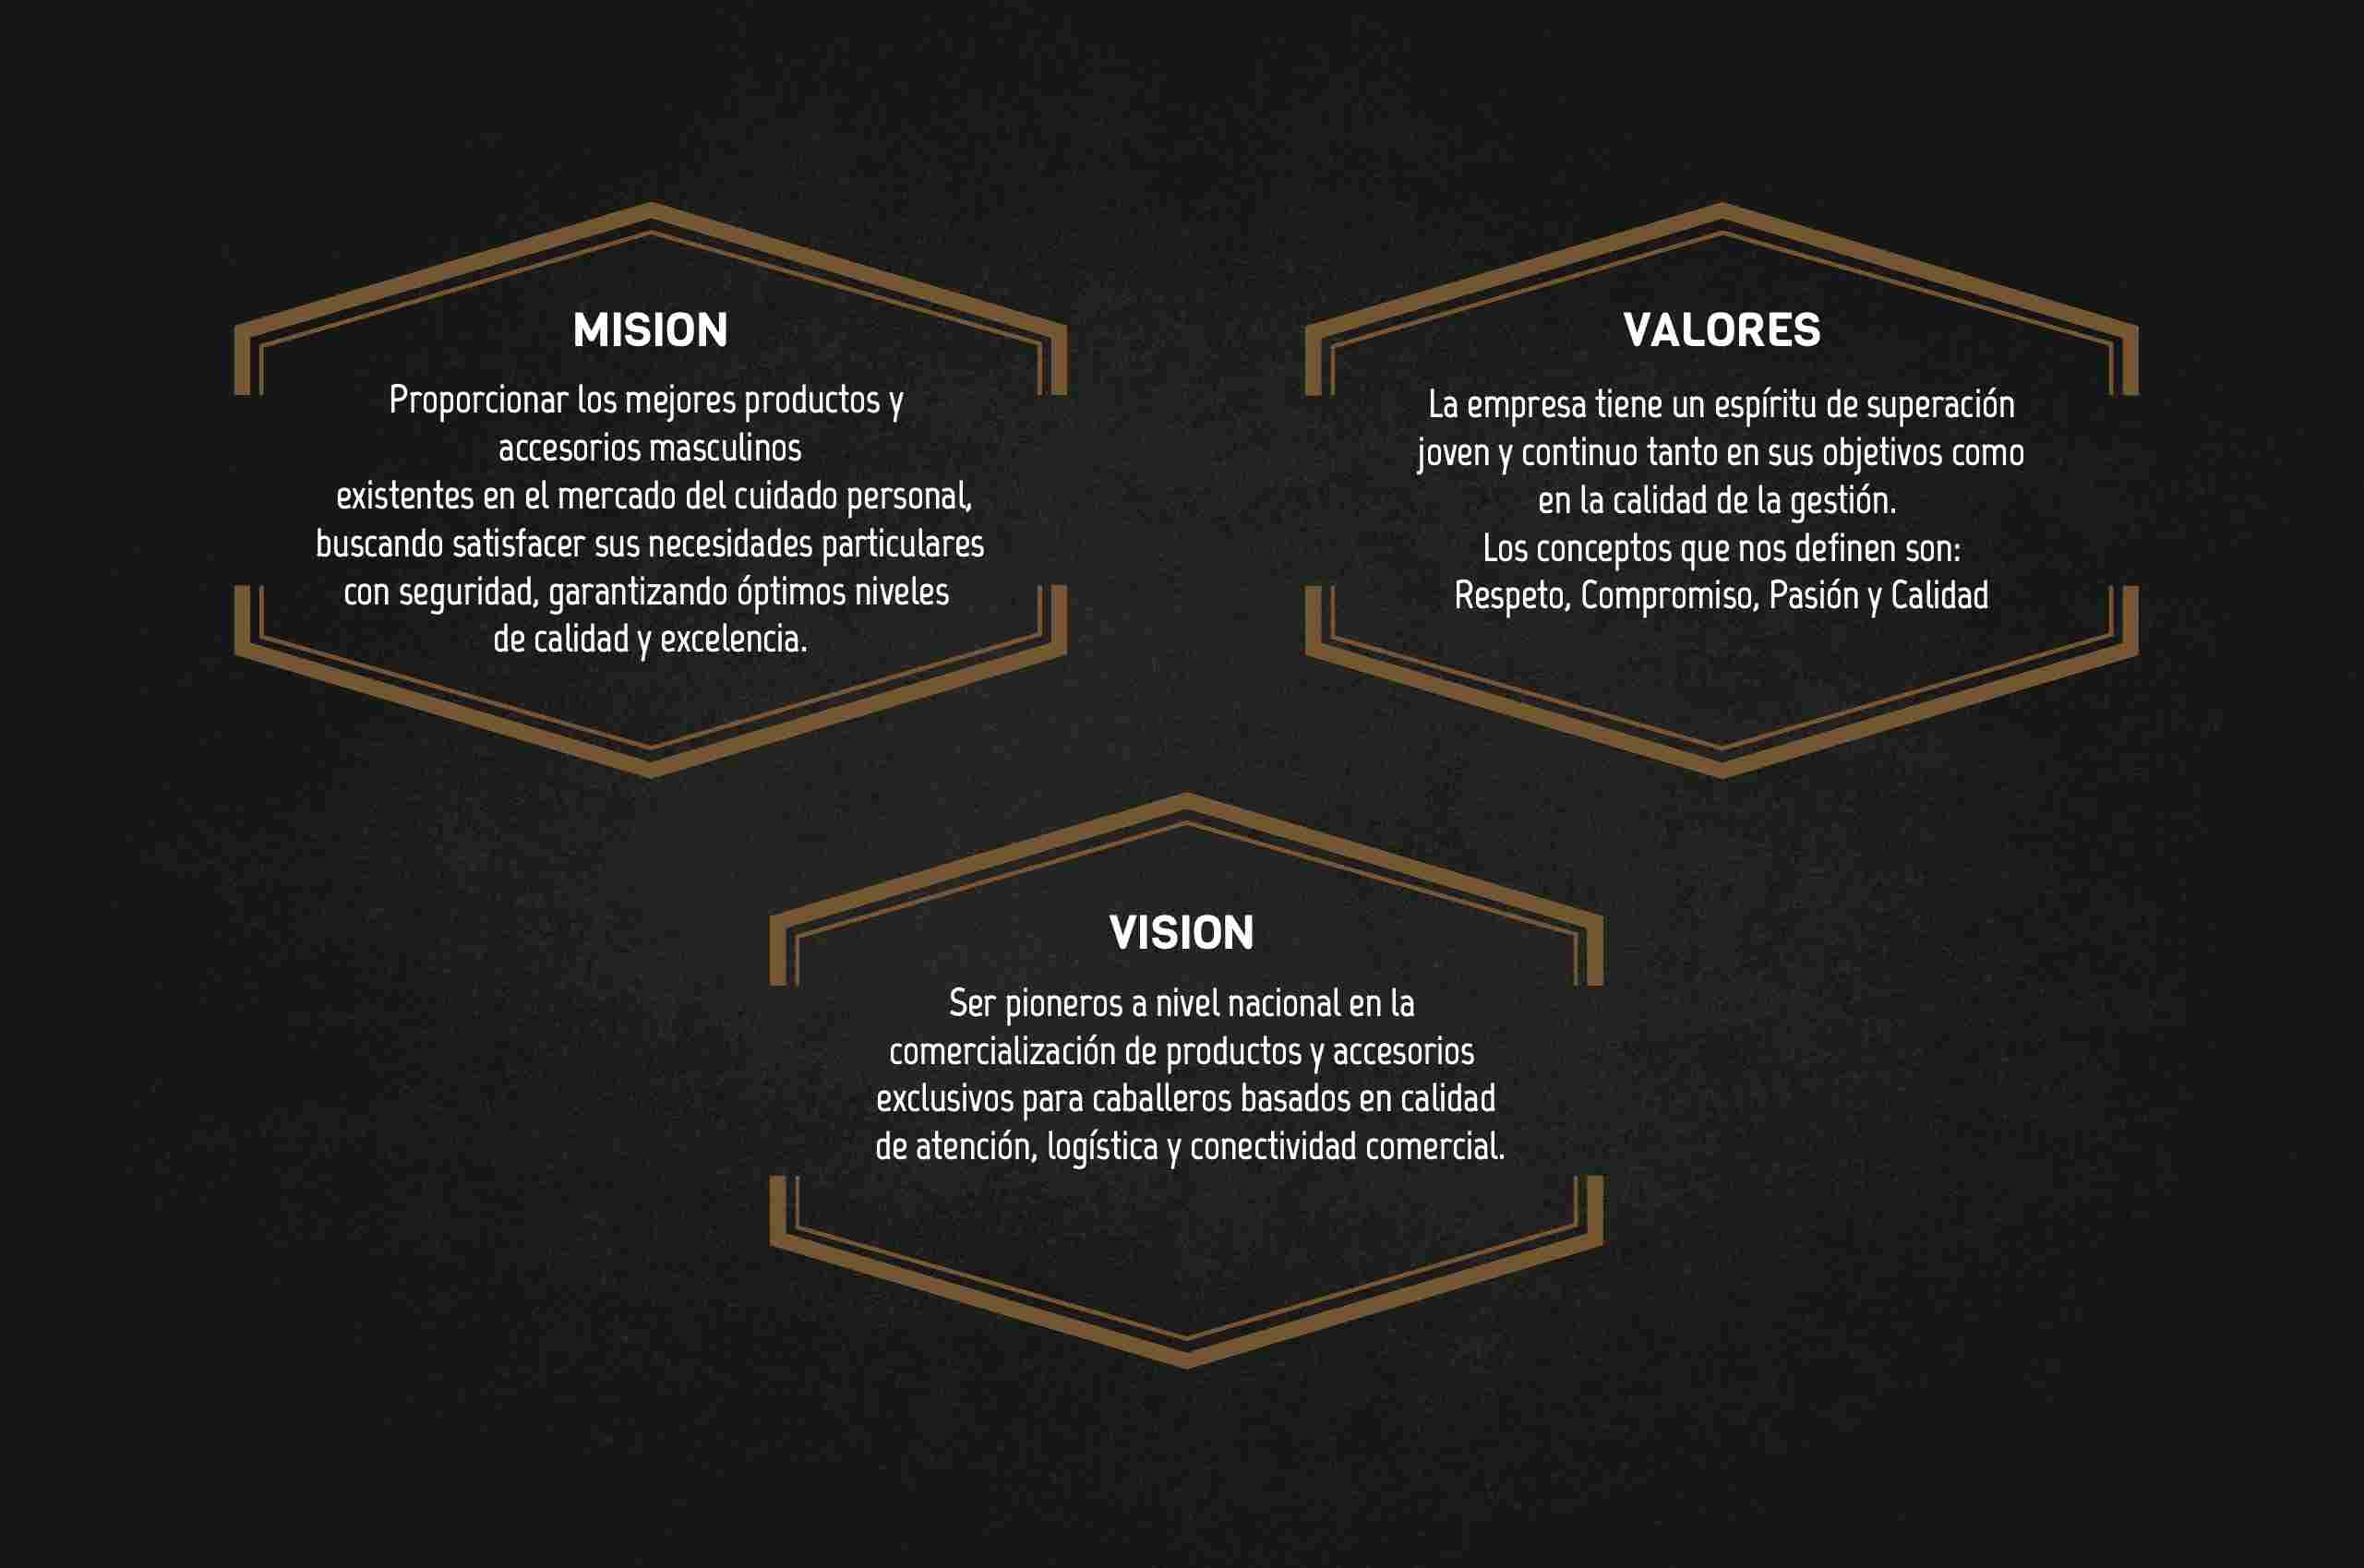 MISION
Proporcionar los mejores productos y
accesorios masculinos
existentes en el mercado del cuidado personal,
buscando satisfacer sus necesidades particulares
con seguridad, garantizando óptimos niveles
de calidad y excelencia.
VALORES
La empresa tiene un espíritu de superación
joven y continuo tanto en sus objetivos como
en la calidad de la gestión.
Los conceptos que nos definen son:
Respeto, Compromiso, Pasión y Calidad
VISION
Ser pioneros a nivel nacional en la
comercialización de productos y accesorios
exclusivos para caballeros basados en calidad
de atención, logística y conectividad comercial.